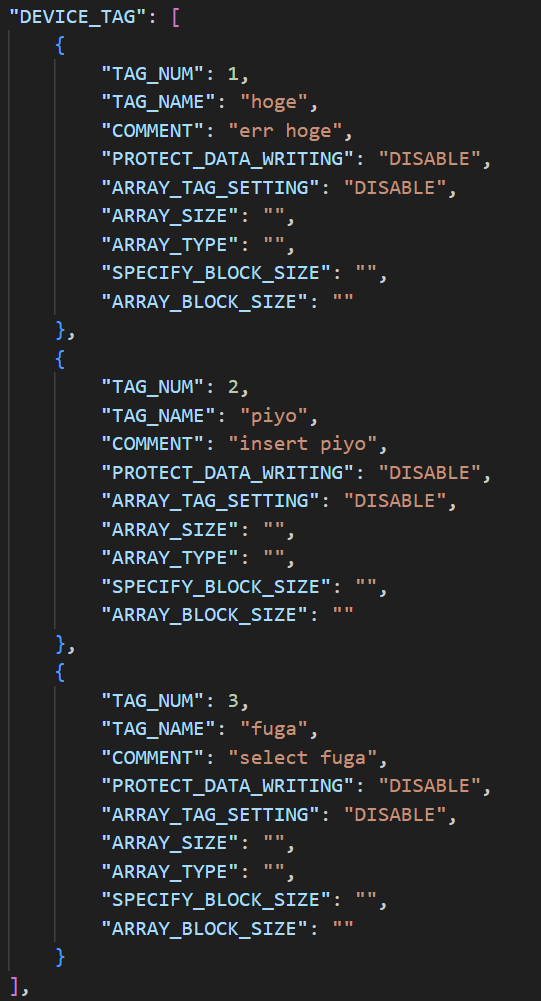 "DEVICE_TAG": [
    {
        "TAG_NUM": 1,
        "TAG_NAME": "hoge",
        "COMMENT": "err hoge",
        "PROTECT_DATA_WRITING": "DISABLE",
        "ARRAY_TAG_SETTING": "DISABLE",
        "ARRAY_SIZE": "",
        "ARRAY_TYPE": "",
        "SPECIFY_BLOCK_SIZE": "",
        "ARRAY_BLOCK_SIZE": ""
    },
    {
        "TAG_NUM": 2,
        "TAG_NAME": "piyo",
        "COMMENT": "insert piyo",
        "PROTECT_DATA_WRITING": "DISABLE",
        "ARRAY_TAG_SETTING": "DISABLE",
        "ARRAY_SIZE": "",
        "ARRAY_TYPE": "",
        "SPECIFY_BLOCK_SIZE": "",
        "ARRAY_BLOCK_SIZE": ""
    },
    {
        "TAG_NUM": 3,
        "TAG_NAME": "fuga",
        "COMMENT": "select fuga",
        "PROTECT_DATA_WRITING": "DISABLE",
        "ARRAY_TAG_SETTING": "DISABLE",
        "ARRAY_SIZE": "",
        "ARRAY_TYPE": "",
        "SPECIFY_BLOCK_SIZE": "",
        "ARRAY_BLOCK_SIZE": ""
    }
],